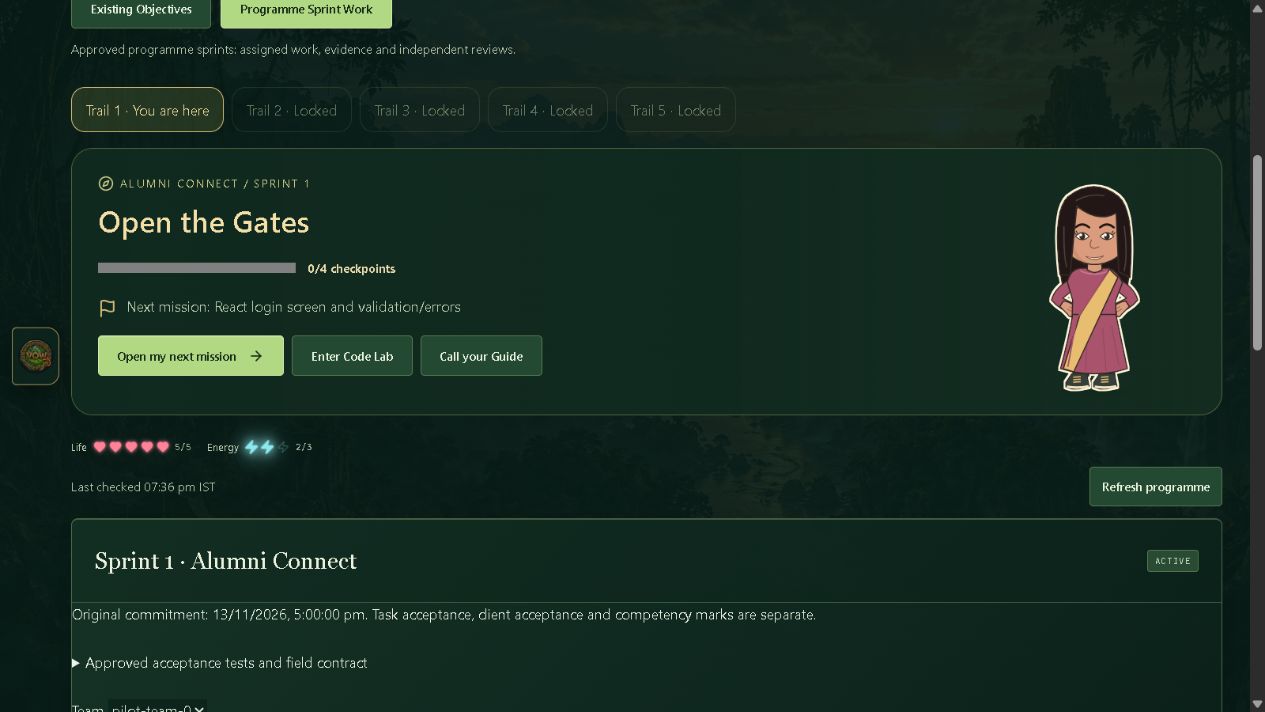 Existing Objectives
Programme Sprint Work
Approved programme sprints: assigned work, evidence and independent reviews.
Trail 1 · You are here
Trail 2 · Locked
Trail 3 · Locked
Trail 4 · Locked
Trail 5 · Locked
ALUMNI CONNECT / SPRINT 1
Open the Gates
0/4 checkpoints
Next mission: React login screen and validation/errors
Open my next mission
Enter Code Lab
Call your Guide
Life 5/5 Energy 2/3
Last checked 07:36 pm IST
Refresh programme
Sprint 1 · Alumni Connect
ACTIVE
Original commitment: 13/11/2026, 5:00:00 pm. Task acceptance, client acceptance and competency marks are separate.
Approved acceptance tests and field contract
Team pilot-team-0